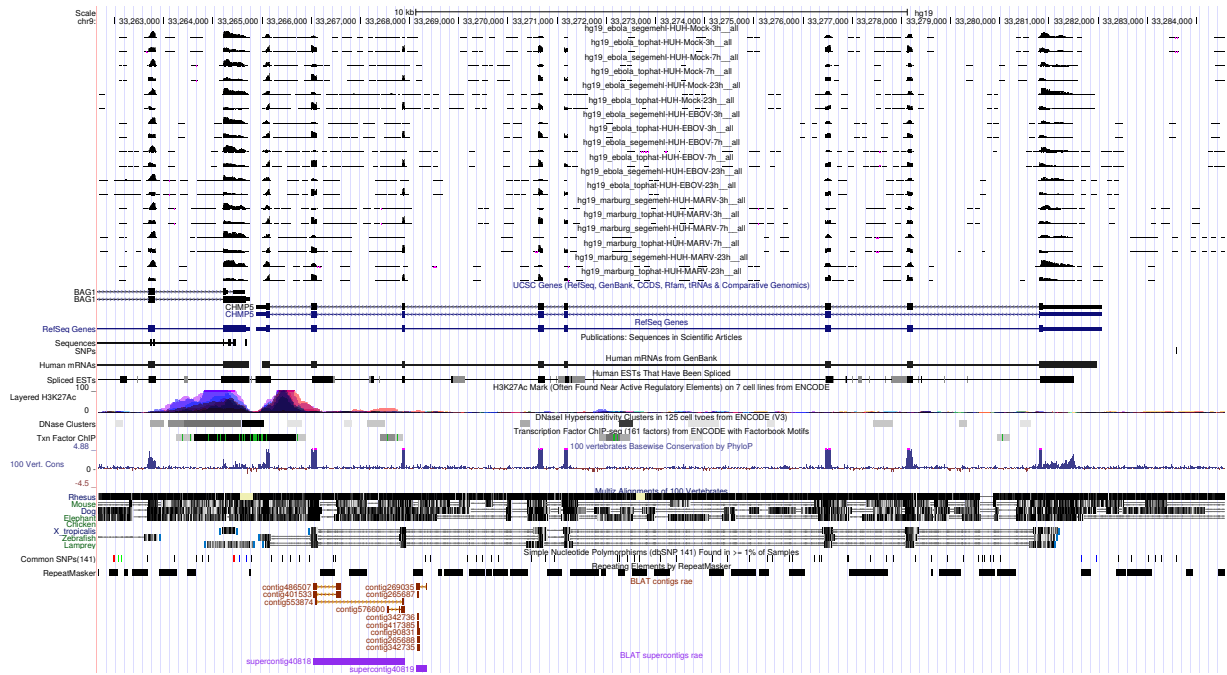 Scale 10 kb hg19
chr9: 33,263,000 33,264,000 33,265,000 33,266,000 33,267,000 33,268,000 33,269,000 33,270,000 33,271,000 33,272,000 33,273,000 33,274,000 33,275,000 33,276,000 33,277,000 33,278,000 33,279,000 33,280,000 33,281,000 33,282,000 33,283,000 33,284,000
hg19_ebola_segemehl-HUH-Mock-3h__all
hg19_ebola_tophat-HUH-Mock-3h__all
hg19_ebola_segemehl-HUH-Mock-7h__all
hg19_ebola_tophat-HUH-Mock-7h__all
hg19_ebola_segemehl-HUH-Mock-23h__all
hg19_ebola_tophat-HUH-Mock-23h__all
hg19_ebola_segemehl-HUH-EBOV-3h__all
hg19_ebola_tophat-HUH-EBOV-3h__all
hg19_ebola_segemehl-HUH-EBOV-7h__all
hg19_ebola_tophat-HUH-EBOV-7h__all
hg19_ebola_segemehl-HUH-EBOV-23h__all
hg19_ebola_tophat-HUH-EBOV-23h__all
hg19_marburg_segemehl-HUH-MARV-3h__all
hg19_marburg_tophat-HUH-MARV-3h__all
hg19_marburg_segemehl-HUH-MARV-7h__all
hg19_marburg_tophat-HUH-MARV-7h__all
hg19_marburg_segemehl-HUH-MARV-23h__all
hg19_marburg_tophat-HUH-MARV-23h__all
UCSC Genes (RefSeq, GenBank, CCDS, Rfam, tRNAs & Comparative Genomics)
BAG1
BAG1
CHMP5
CHMP5
RefSeq Genes
RefSeq Genes
Publications: Sequences in Scientific Articles
Sequences
SNPs
Human mRNAs from GenBank
Human mRNAs
Human ESTs That Have Been Spliced
Spliced ESTs
H3K27Ac Mark (Often Found Near Active Regulatory Elements) on 7 cell lines from ENCODE
100
Layered H3K27Ac
0
DNaseI Hypersensitivity Clusters in 125 cell types from ENCODE (V3)
DNase Clusters
Transcription Factor ChIP-seq (161 factors) from ENCODE with Factorbook Motifs
Txn Factor ChIP
100 vertebrates Basewise Conservation by PhyloP
4.88
100 Vert. Cons
0
-4.5
Multiz Alignments of 100 Vertebrates
Rhesus
Mouse
Dog
Elephant
Chicken
X_tropicalis
Zebrafish
Lamprey
Simple Nucleotide Polymorphisms (dbSNP 141) Found in >= 1% of Samples
Common SNPs(141)
Repeating Elements by RepeatMasker
RepeatMasker
BLAT contigs rae
contig486507 contig269035
contig401533 contig265687
contig553874
contig576600
contig342736
contig417385
contig90831
contig265688
contig342735
BLAT supercontigs rae
supercontig40818
supercontig40819